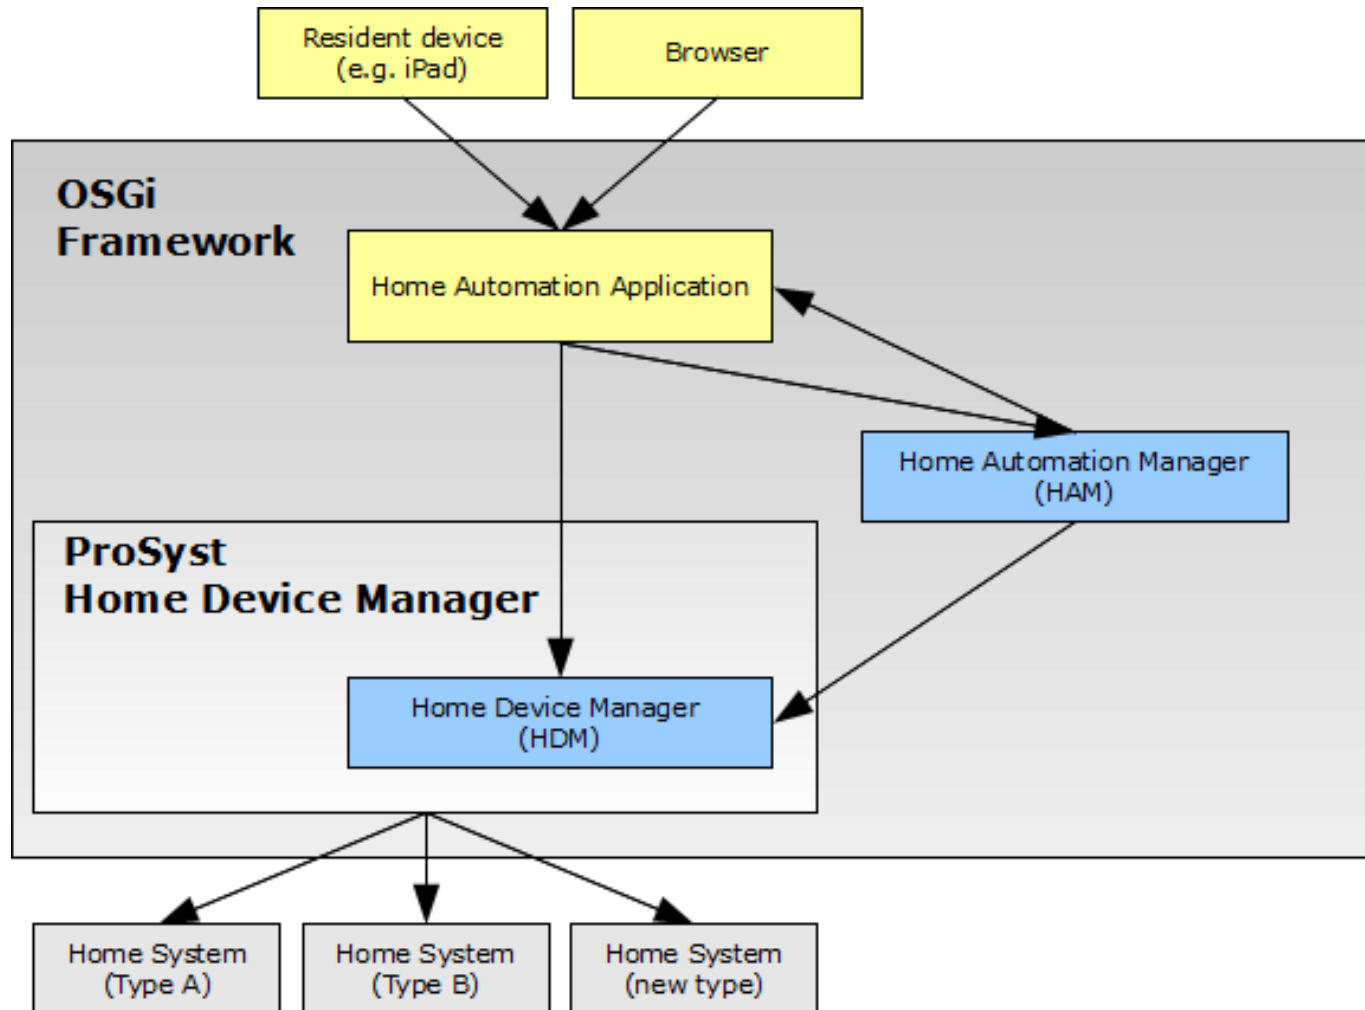 Resident device
(e.g. iPad)
Browser
OSGi
Framework
Home Automation Application
Home Automation Manager
(HAM)
ProSyst
Home Device Manager
Home Device Manager
(HDM)
Home System
(Type A)
Home System
(Type B)
Home System
(new type)